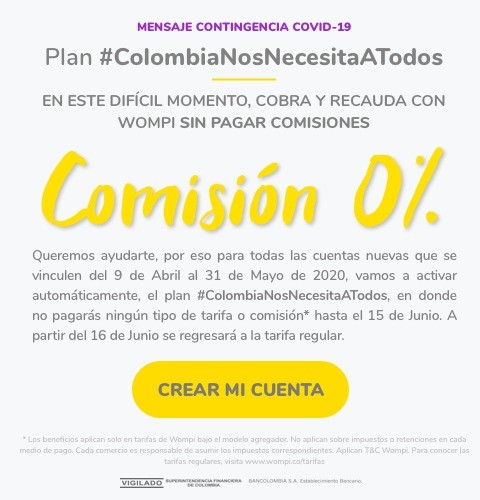 MENSAJE CONTINGENCIA COVID-19
Plan #ColombiaNosNecesitaATodos
EN ESTE DIFÍCIL MOMENTO, COBRA Y RECAUDA CON
WOMPI SIN PAGAR COMISIONES
Comisión 0%
Queremos ayudarte, por eso para todas las cuentas nuevas que se
vinculen del 9 de Abril al 31 de Mayo de 2020, vamos a activar
automáticamente, el plan #ColombiaNosNecesitaATodos, en donde
no pagarás ningún tipo de tarifa o comisión* hasta el 15 de Junio. A
partir del 16 de Junio se regresará a la tarifa regular.
CREAR MI CUENTA
* Los beneficios aplican solo en tarifas de Wompi bajo el modelo agregador. No aplican sobre impuestos o retenciones en cada
medio de pago. Cada comercio es responsable de asumir los impuestos correspondientes. Aplican T&C Wompi. Para conocer las
tarifas regulares, visita www.wompi.co/tarifas
VIGILADO SUPERINTENDENCIA FINANCIERA DE COLOMBIA BANCOLOMBIA S.A. Establecimiento Bancario.